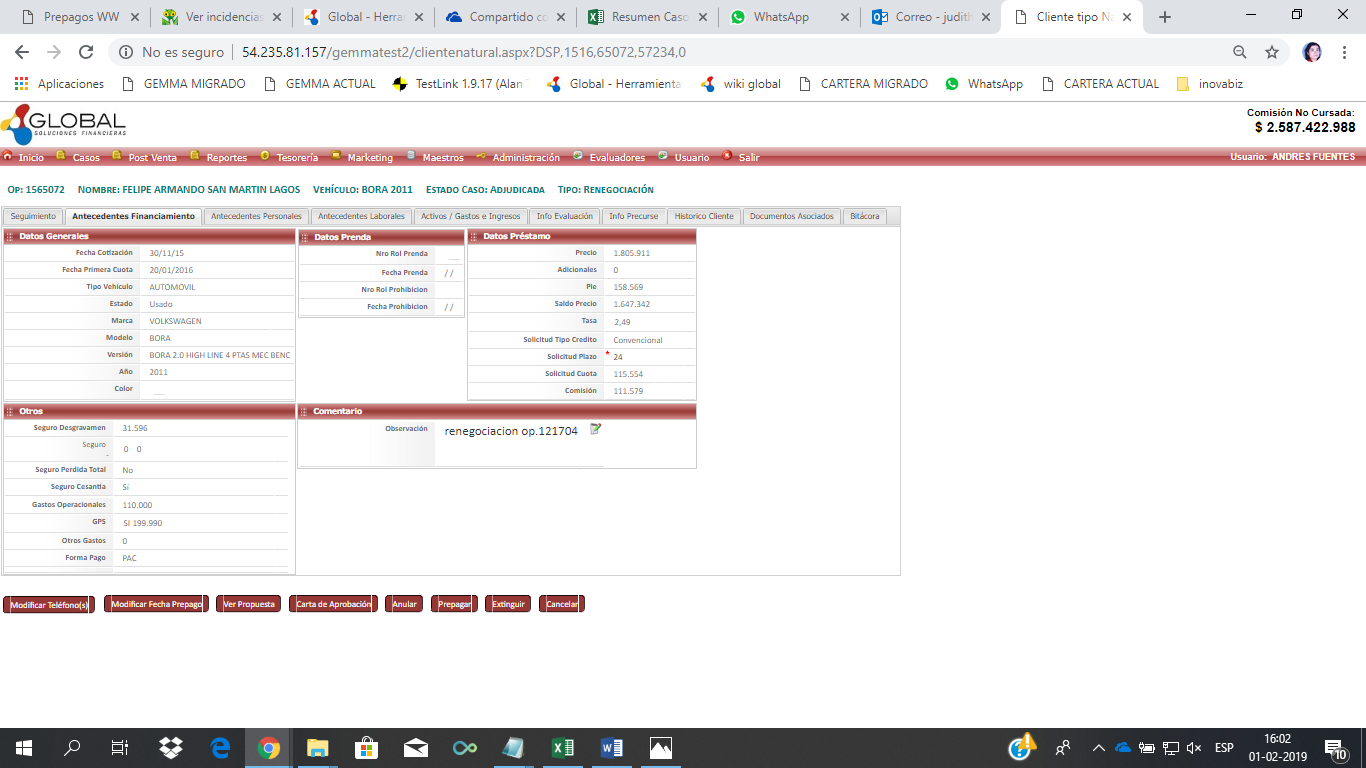 Prepagos WW
Ver incidencias
Global - Herra
Compartido co
Resumen Caso
WhatsApp
Correo - judith
Cliente tipo Na
No es seguro | 54.235.81.157/gemmatest2/clientenatural.aspx?DSP,1516,65072,57234,0
Aplicaciones GEMMA MIGRADO GEMMA ACTUAL TestLink 1.9.17 (Alan Global - Herramienta wiki global CARTERA MIGRADO WhatsApp CARTERA ACTUAL inovabiz
GLOBAL
SOLUCIONES FINANCIERAS
Comisión No Cursada:
$ 2.587.422.988
Inicio Casos Post Venta Reportes Tesorería Marketing Maestros Administración Evaluadores Usuario Salir Usuario: ANDRES FUENTES
OP: 1565072 NOMBRE: FELIPE ARMANDO SAN MARTIN LAGOS VEHÍCULO: BORA 2011 ESTADO CASO: ADJUDICADA TIPO: RENEGOCIACIÓN
Seguimiento Antecedentes Financiamiento Antecedentes Personales Antecedentes Laborales Activos / Gastos e Ingresos Info Evaluación Info Precurse Historico Cliente Documentos Asociados Bitácora
Datos Generales
Fecha Cotización 30/11/15
Fecha Primera Cuota 20/01/2016
Tipo Vehículo AUTOMOVIL
Estado Usado
Marca VOLKSWAGEN
Modelo BORA
Versión BORA 2.0 HIGH LINE 4 PTAS MEC BENC
Año 2011
Color
Datos Prenda
Nro Rol Prenda
Fecha Prenda / /
Nro Rol Prohibicion
Fecha Prohibicion / /
Datos Préstamo
Precio 1.805.911
Adicionales 0
Pie 158.569
Saldo Precio 1.647.342
Tasa 2,49
Solicitud Tipo Credito Convencional
Solicitud Plazo * 24
Solicitud Cuota 115.554
Comisión 111.579
Otros
Seguro Desgravamen 31.596
Seguro - 0 0
Seguro Perdida Total No
Seguro Cesantía Sí
Gastos Operacionales 110.000
GPS SI 199.990
Otros Gastos 0
Forma Pago PAC
Comentario
Observación renegociacion op.121704
Modificar Teléfono(s) Modificar Fecha Prepago Ver Propuesta Carta de Aprobación Anular Prepagar Extinguir Cancelar
ESP
16:02
01-02-2019
10